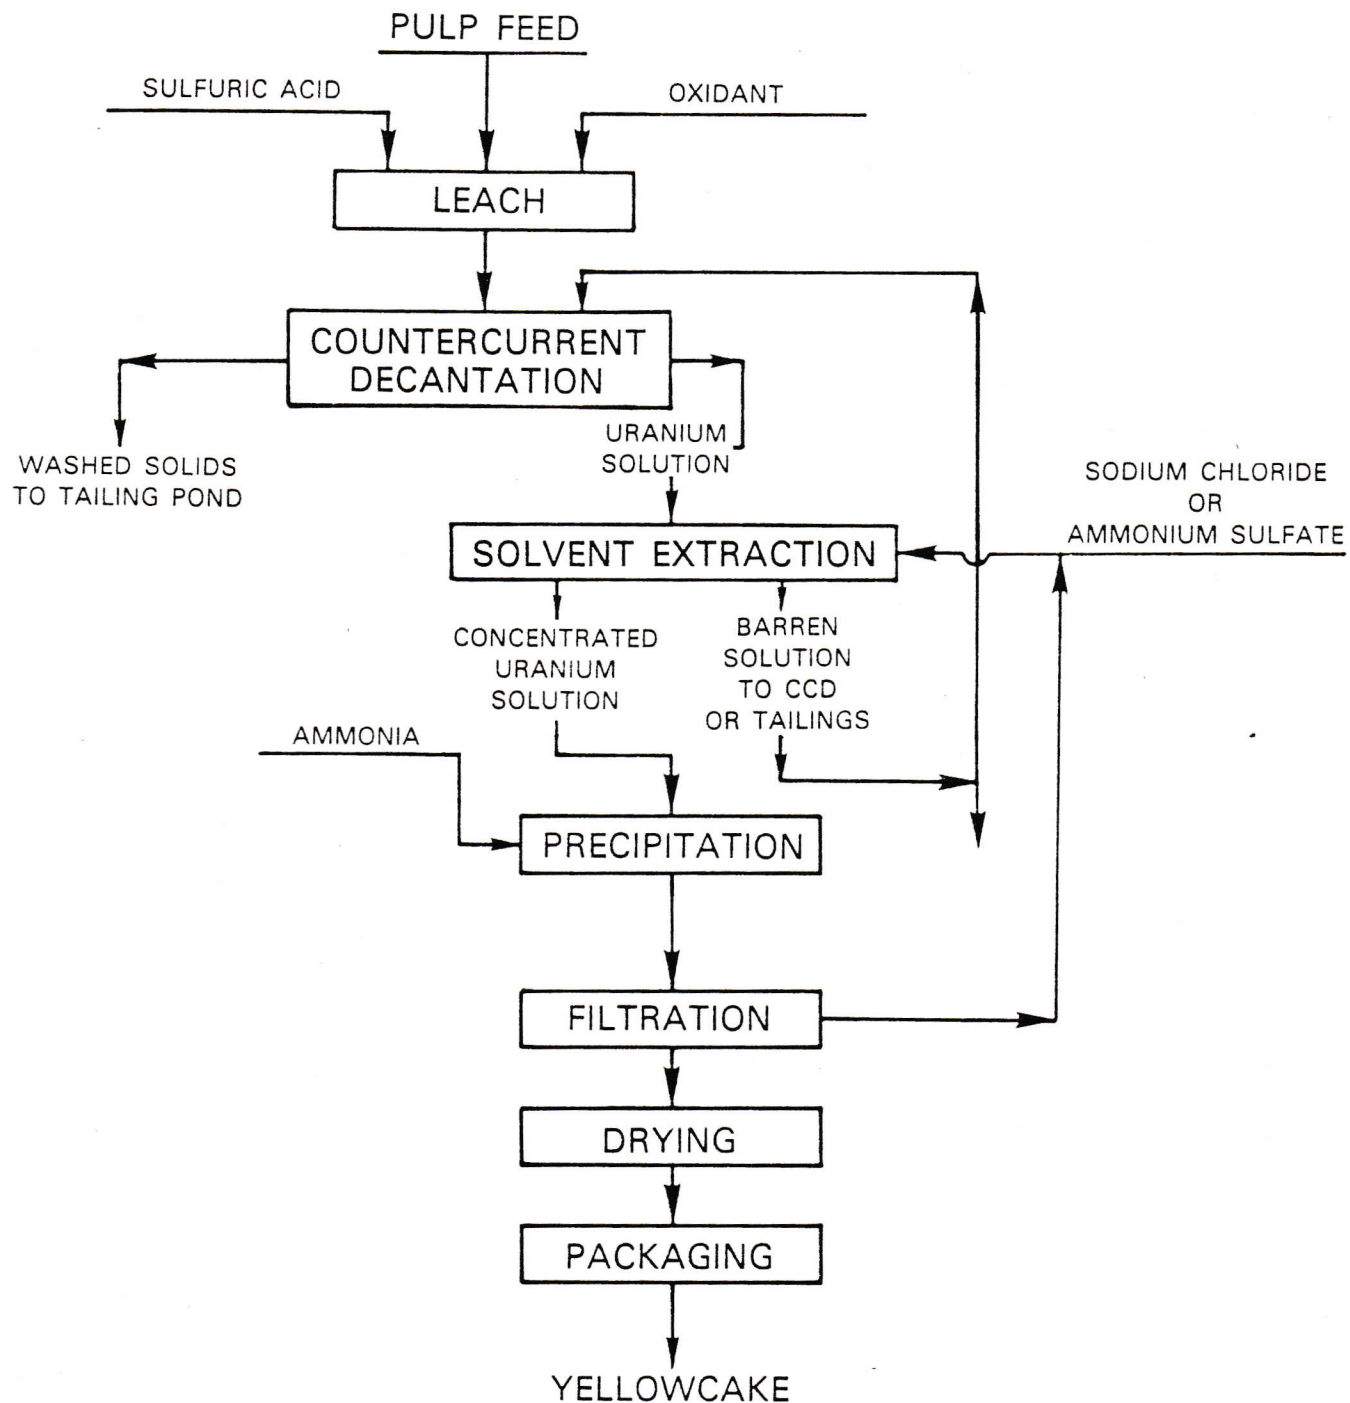 PULP FEED
SULFURIC ACID
OXIDANT
LEACH
COUNTERCURRENT
DECANTATION
WASHED SOLIDS
TO TAILING POND
URANIUM
SOLUTION
SODIUM CHLORIDE
OR
AMMONIUM SULFATE
SOLVENT EXTRACTION
CONCENTRATED
URANIUM
SOLUTION
BARREN
SOLUTION
TO CCD
OR TAILINGS
AMMONIA
PRECIPITATION
FILTRATION
DRYING
PACKAGING
YELLOWCAKE